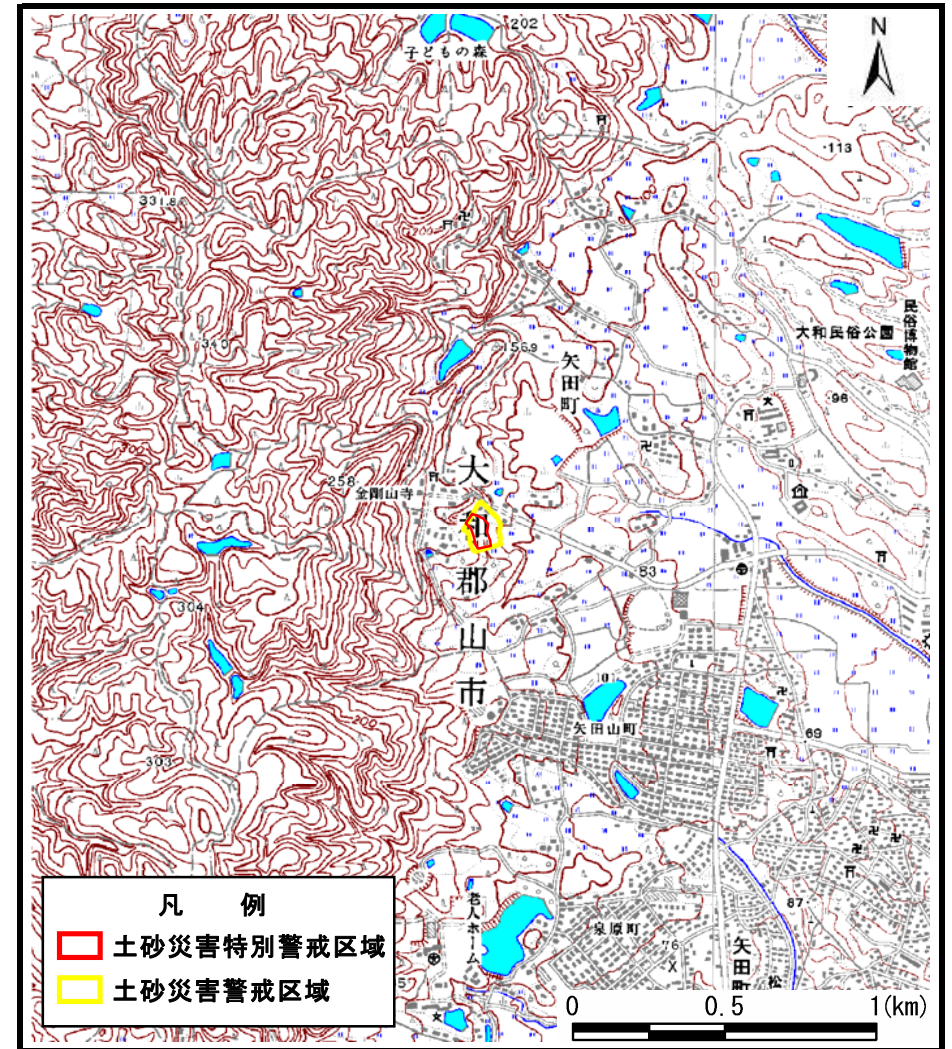 202
子どもの森
N
・113
331.8
200
民俗博物館
大和民俗公園
340
156.9
矢田町
96
大和郡山市
258
金剛山寺
83
304
矢田山町
200
69
303
凡 例
土砂災害特別警戒区域
土砂災害警戒区域
老人ホーム
泉原町
76
87
矢田町
松
0 0.5 1(km)